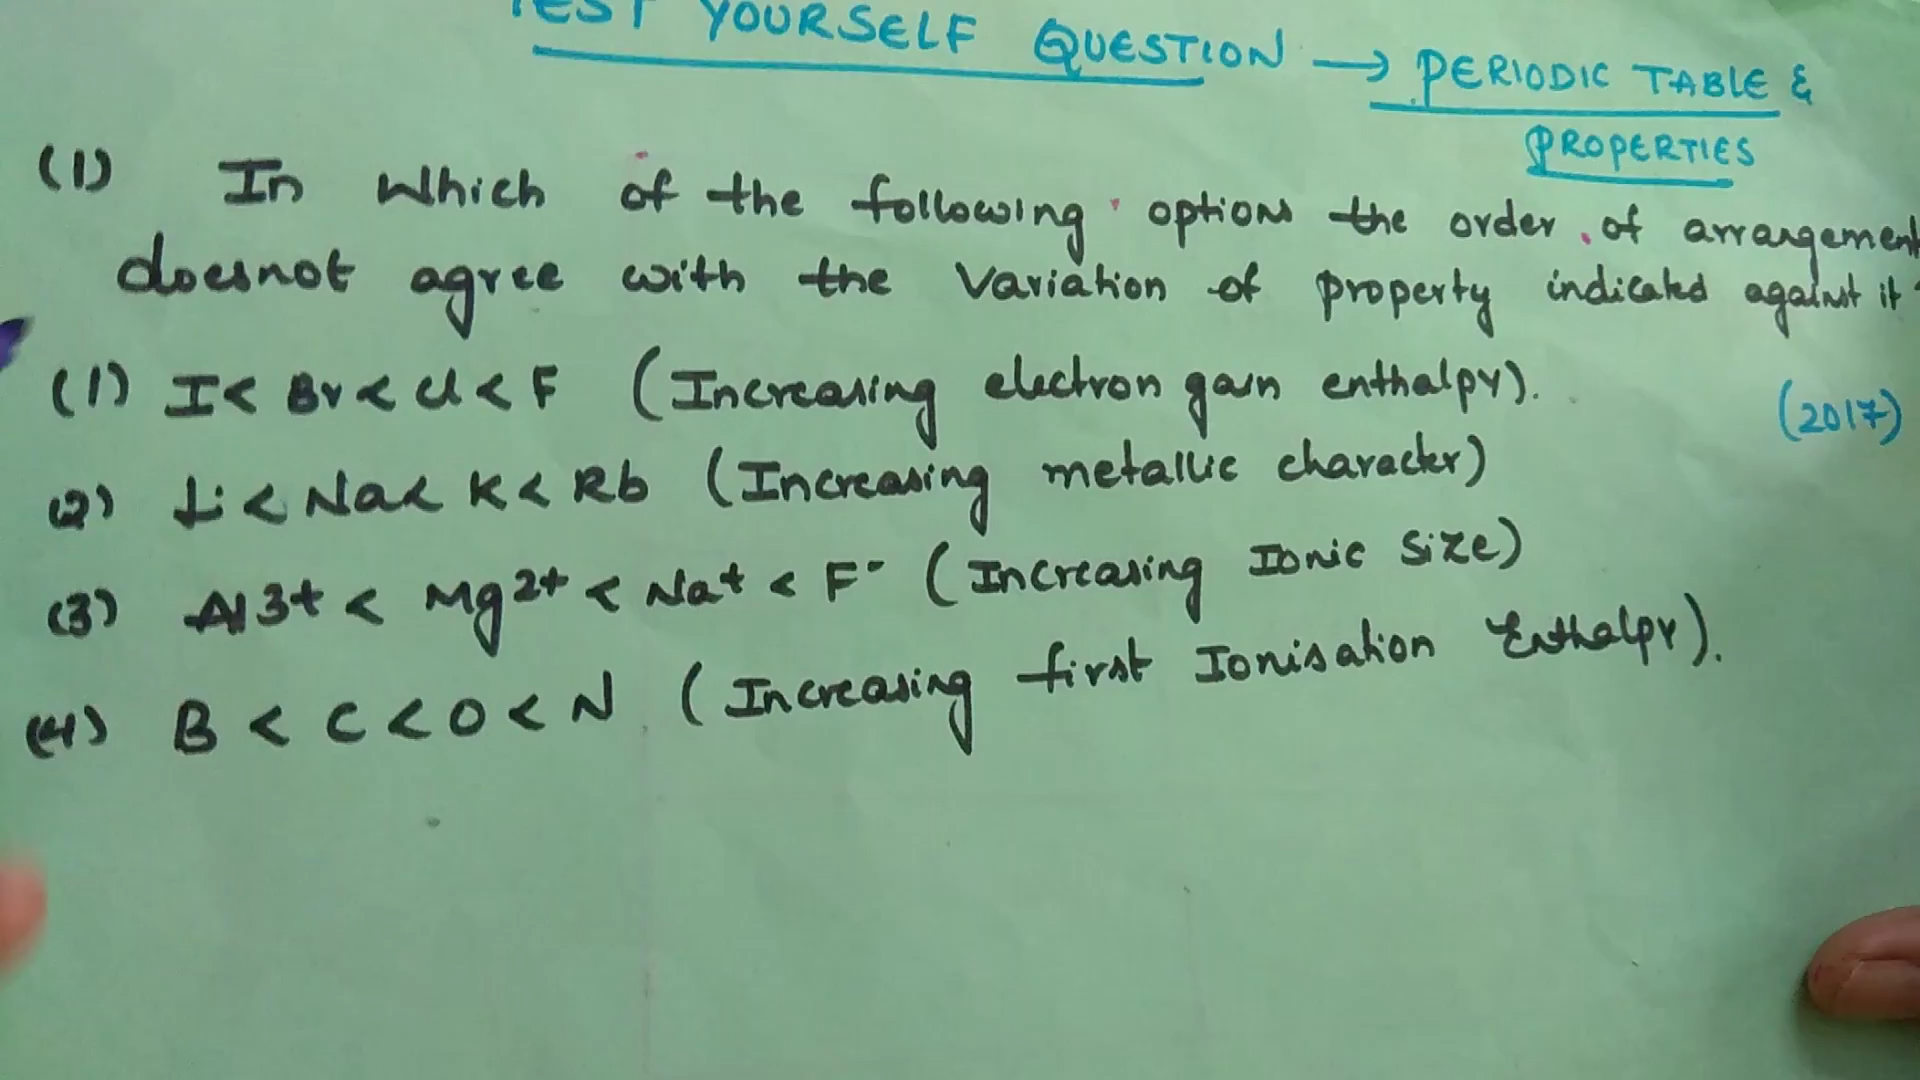 TEST YOURSELF QUESTION → PERIODIC TABLE &
PROPERTIES
(1) In which of the following options the order of arrangement
doesnot agree with the variation of property indicated against it
(1) I < Br < Cl < F (Increasing electron gain enthalpy).
(2017)
(2) Li < Na < K < Rb (Increasing metallic character)
(3) Al3+ < Mg2+ < Na+ < F- (Increasing Ionic Size)
(4) B < C < O < N (Increasing first Ionisation Enthalpy).